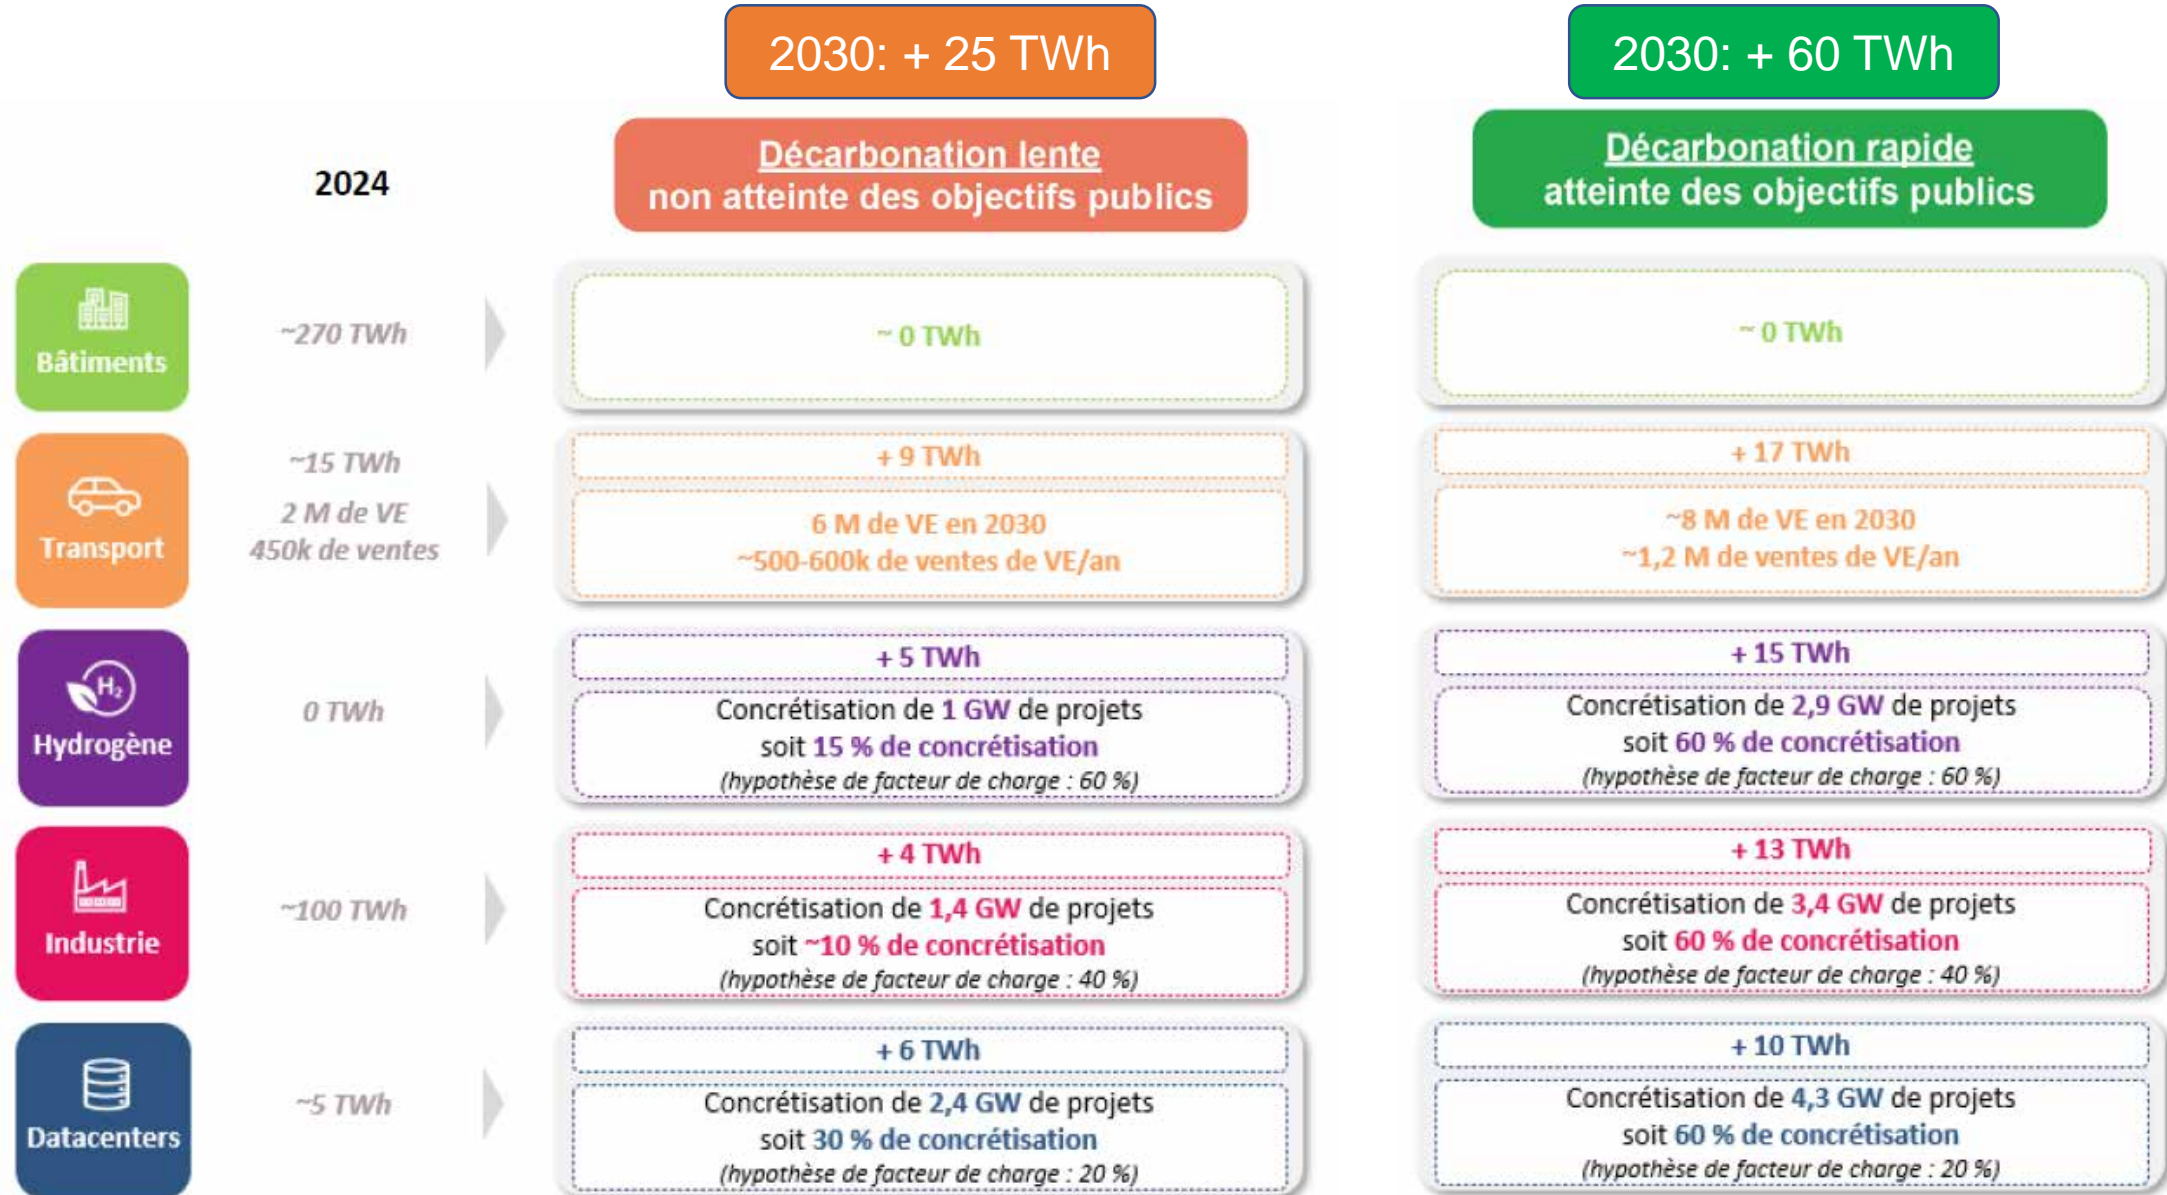 2030: + 25 TWh
2030: + 60 TWh
2024
Décarbonation lente
non atteinte des objectifs publics
Décarbonation rapide
atteinte des objectifs publics
Bâtiments
~270 TWh
~ 0 TWh
~ 0 TWh
Transport
~15 TWh
2 M de VE
450k de ventes
+ 9 TWh
6 M de VE en 2030
~500-600k de ventes de VE/an
+ 17 TWh
~8 M de VE en 2030
~1,2 M de ventes de VE/an
H₂
Hydrogène
0 TWh
+ 5 TWh
Concrétisation de 1 GW de projets
soit 15 % de concrétisation
(hypothèse de facteur de charge : 60 %)
+ 15 TWh
Concrétisation de 2,9 GW de projets
soit 60 % de concrétisation
(hypothèse de facteur de charge : 60 %)
Industrie
~100 TWh
+ 4 TWh
Concrétisation de 1,4 GW de projets
soit ~10 % de concrétisation
(hypothèse de facteur de charge : 40 %)
+ 13 TWh
Concrétisation de 3,4 GW de projets
soit 60 % de concrétisation
(hypothèse de facteur de charge : 40 %)
Datacenters
~5 TWh
+ 6 TWh
Concrétisation de 2,4 GW de projets
soit 30 % de concrétisation
(hypothèse de facteur de charge : 20 %)
+ 10 TWh
Concrétisation de 4,3 GW de projets
soit 60 % de concrétisation
(hypothèse de facteur de charge : 20 %)